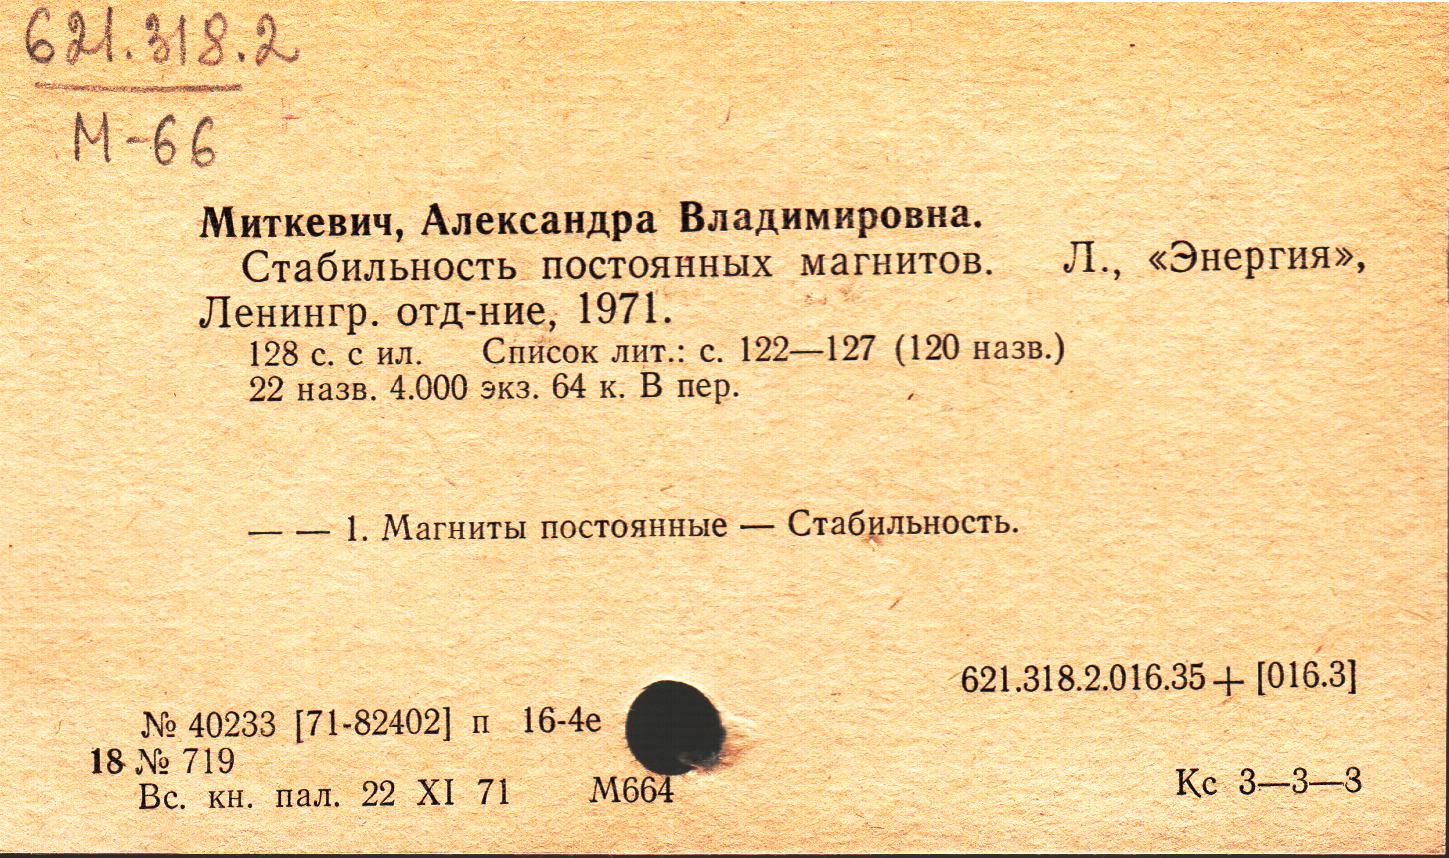 621.318.2
М-66
Миткевич, Александра Владимировна.
Стабильность постоянных магнитов. Л., «Энергия»,
Ленингр. отд-ние, 1971.
128 с. с ил. Список лит.: с. 122—127 (120 назв.)
22 назв. 4.000 экз. 64 к. В пер.
— — 1. Магниты постоянные — Стабильность.
621.318.2.016.35 + [016.3]
№ 40233 [71-82402] п 16-4е
18 № 719
Вс. кн. пал. 22 XI 71 М664
Кс 3—3—3